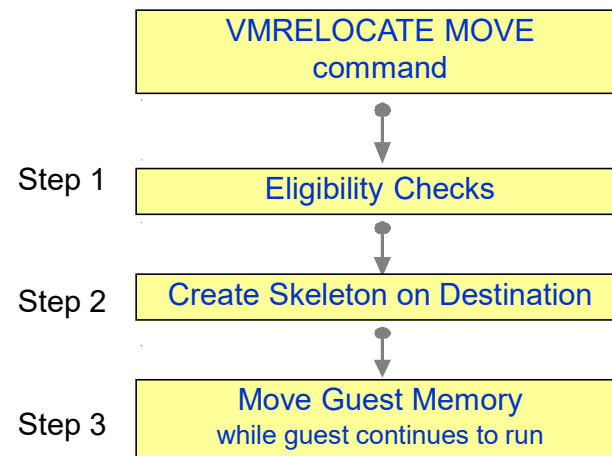 VMRELOCATE MOVE
command
Step 1
Eligibility Checks
Step 2
Create Skeleton on Destination
Step 3
Move Guest Memory
while guest continues to run